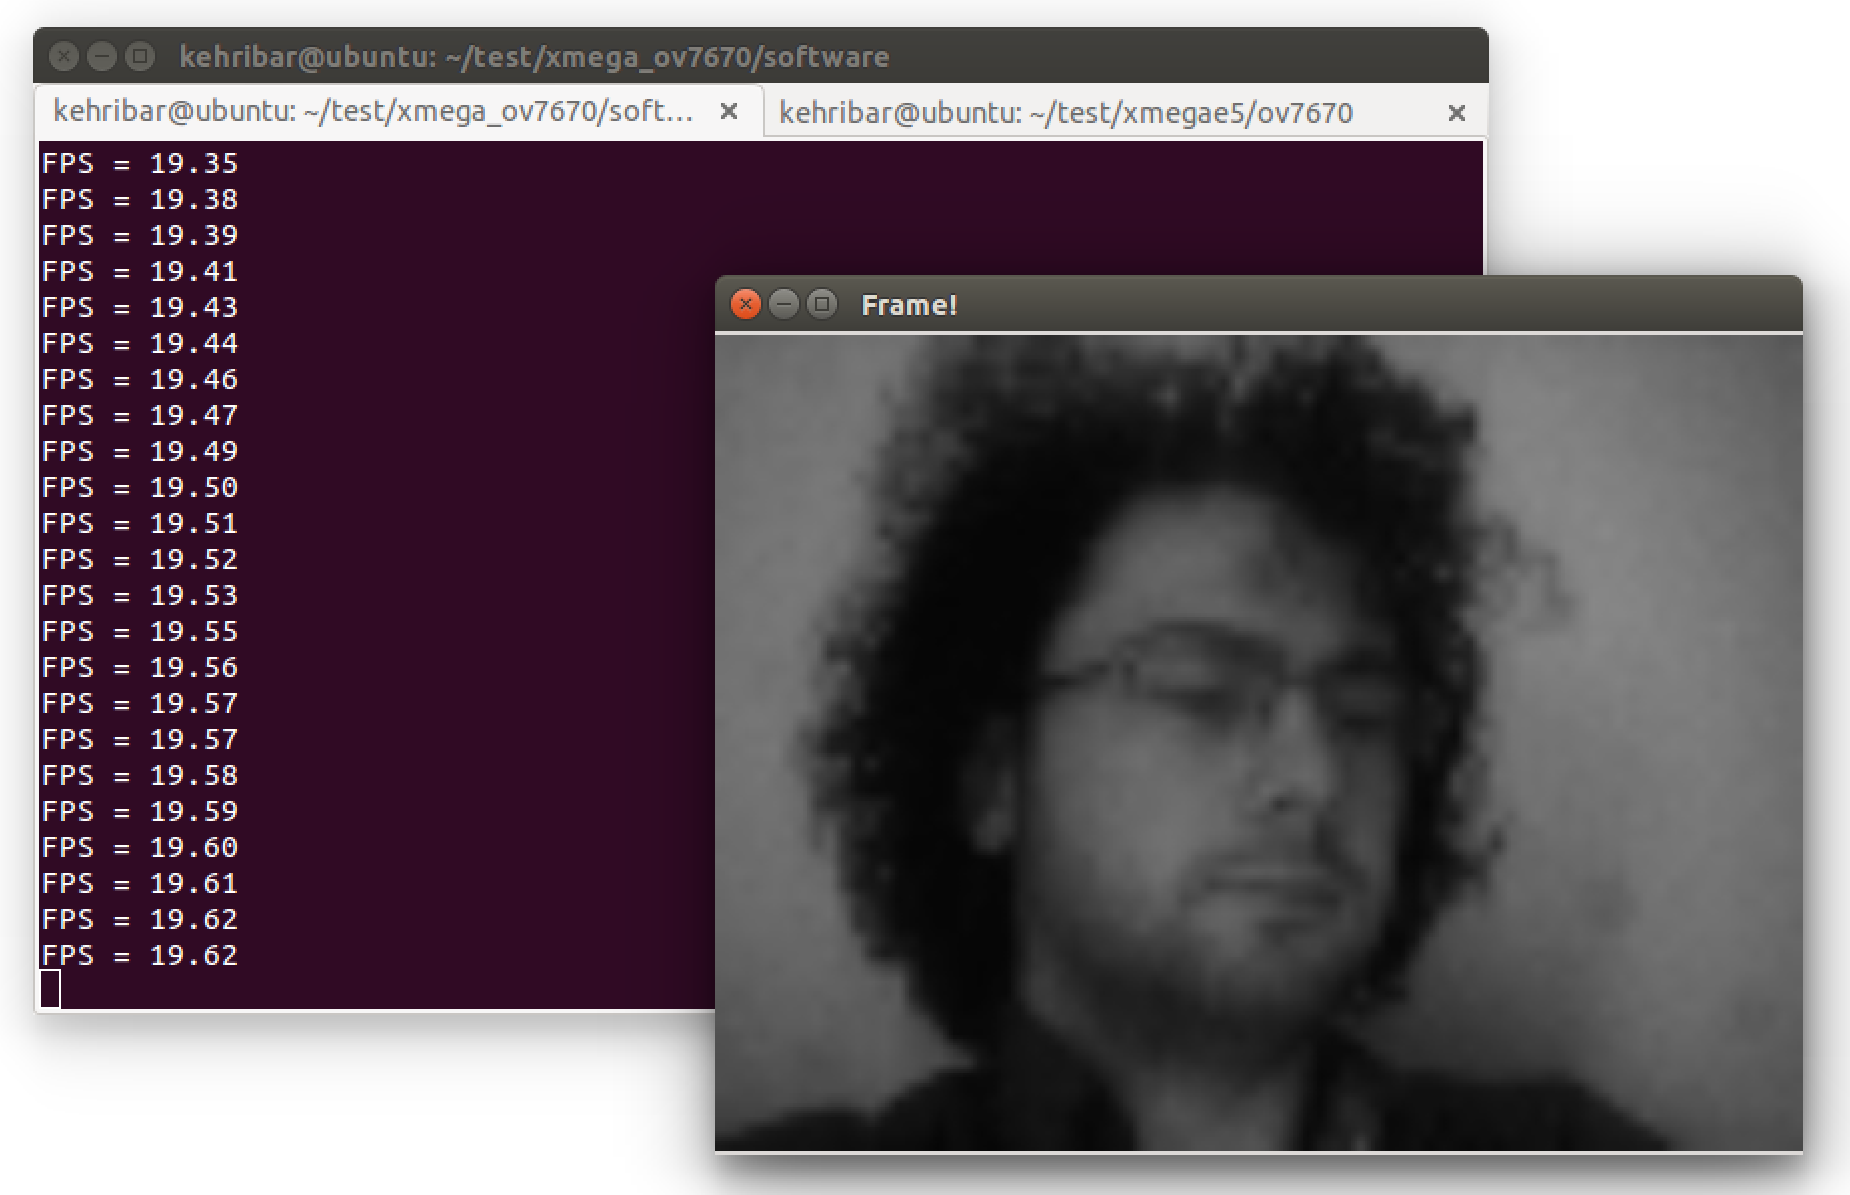 kehribar@ubuntu: ~/test/xmega_ov7670/software
kehribar@ubuntu: ~/test/xmega_ov7670/soft... kehribar@ubuntu: ~/test/xmegae5/ov7670
FPS = 19.35
FPS = 19.38
FPS = 19.39
FPS = 19.41
FPS = 19.43
FPS = 19.44
FPS = 19.46
FPS = 19.47
FPS = 19.49
FPS = 19.50
FPS = 19.51
FPS = 19.52
FPS = 19.53
FPS = 19.55
FPS = 19.56
FPS = 19.57
FPS = 19.57
FPS = 19.58
FPS = 19.59
FPS = 19.60
FPS = 19.61
FPS = 19.62
FPS = 19.62
Frame!